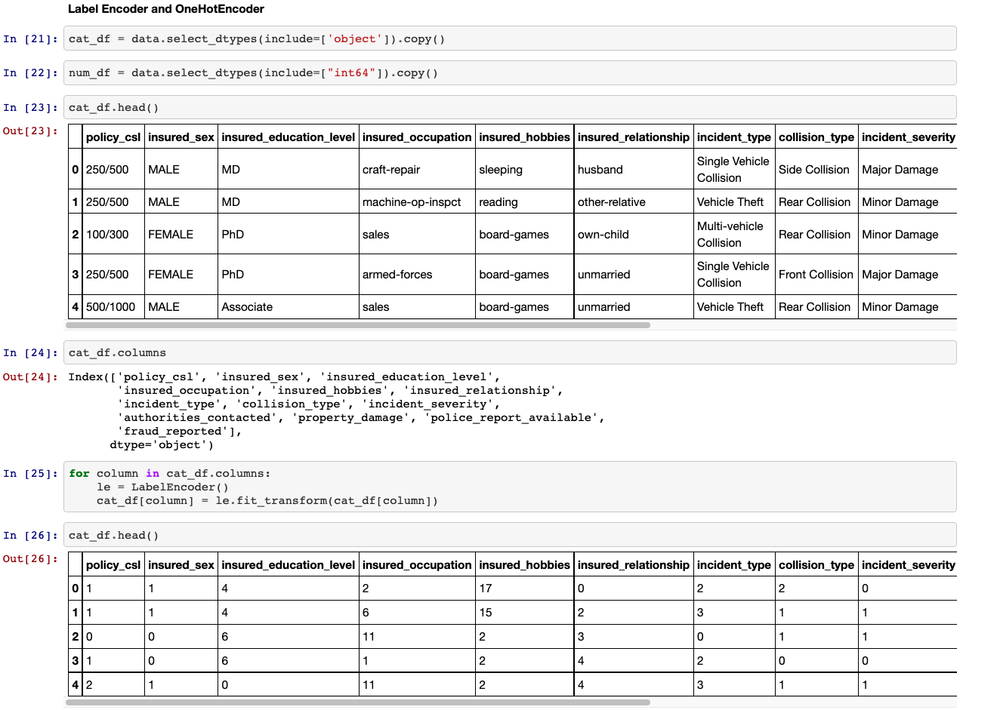 Label Encoder and OneHotEncoder
In [21]: cat_df = data.select_dtypes(include=['object']).copy()
In [22]: num_df = data.select_dtypes(include=["int64"]).copy()
In [23]: cat_df.head()
Out[23]:
policy_csl insured_sex insured_education_level insured_occupation insured_hobbies insured_relationship incident_type collision_type incident_severity
0 250/500 MALE MD craft-repair sleeping husband Single Vehicle Collision Side Collision Major Damage
1 250/500 MALE MD machine-op-inspct reading other-relative Vehicle Theft Rear Collision Minor Damage
2 100/300 FEMALE PhD sales board-games own-child Multi-vehicle Collision Rear Collision Minor Damage
3 250/500 FEMALE PhD armed-forces board-games unmarried Single Vehicle Collision Front Collision Major Damage
4 500/1000 MALE Associate sales board-games unmarried Vehicle Theft Rear Collision Minor Damage
In [24]: cat_df.columns
Out[24]: Index(['policy_csl', 'insured_sex', 'insured_education_level',
'insured_occupation', 'insured_hobbies', 'insured_relationship',
'incident_type', 'collision_type', 'incident_severity',
'authorities_contacted', 'property_damage', 'police_report_available',
'fraud_reported'],
dtype='object')
In [25]: for column in cat_df.columns:
le = LabelEncoder()
cat_df[column] = le.fit_transform(cat_df[column])
In [26]: cat_df.head()
Out[26]:
policy_csl insured_sex insured_education_level insured_occupation insured_hobbies insured_relationship incident_type collision_type incident_severity
0 1 1 4 2 17 0 2 2 0
1 1 1 4 6 15 2 3 1 1
2 0 0 6 11 2 3 0 1 1
3 1 0 6 1 2 4 2 0 0
4 2 1 0 11 2 4 3 1 1